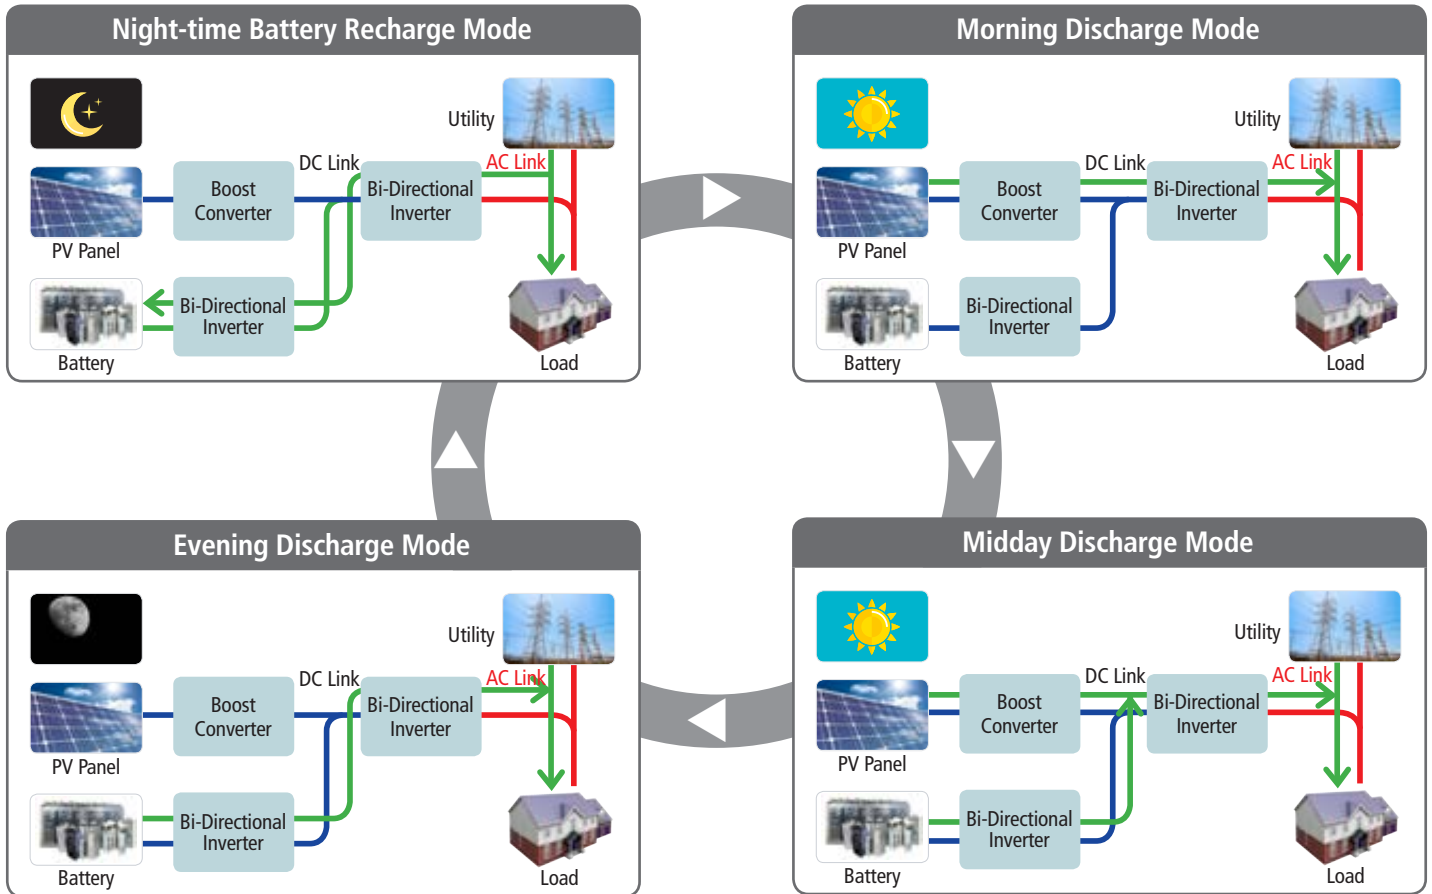 Night-time Battery Recharge Mode
Utility
DC Link
AC Link
Boost
Converter
Bi-Directional
Inverter
PV Panel
Bi-Directional
Inverter
Battery
Load
Morning Discharge Mode
Utility
DC Link
AC Link
Boost
Converter
Bi-Directional
Inverter
PV Panel
Bi-Directional
Inverter
Battery
Load
Evening Discharge Mode
Utility
DC Link
AC Link
Boost
Converter
Bi-Directional
Inverter
PV Panel
Bi-Directional
Inverter
Battery
Load
Midday Discharge Mode
Utility
DC Link
AC Link
Boost
Converter
Bi-Directional
Inverter
PV Panel
Bi-Directional
Inverter
Battery
Load